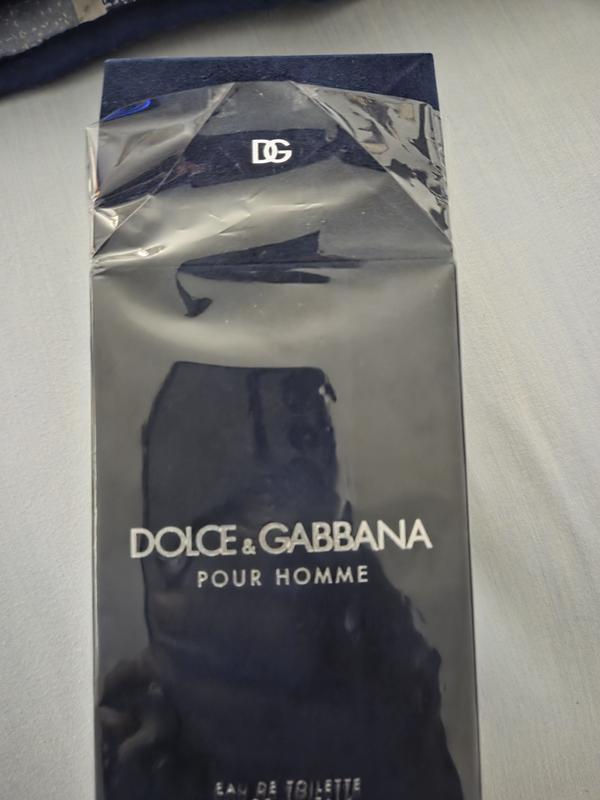 DG
DOLCE & GABBANA
POUR HOMME
EAU DE TOILETTE